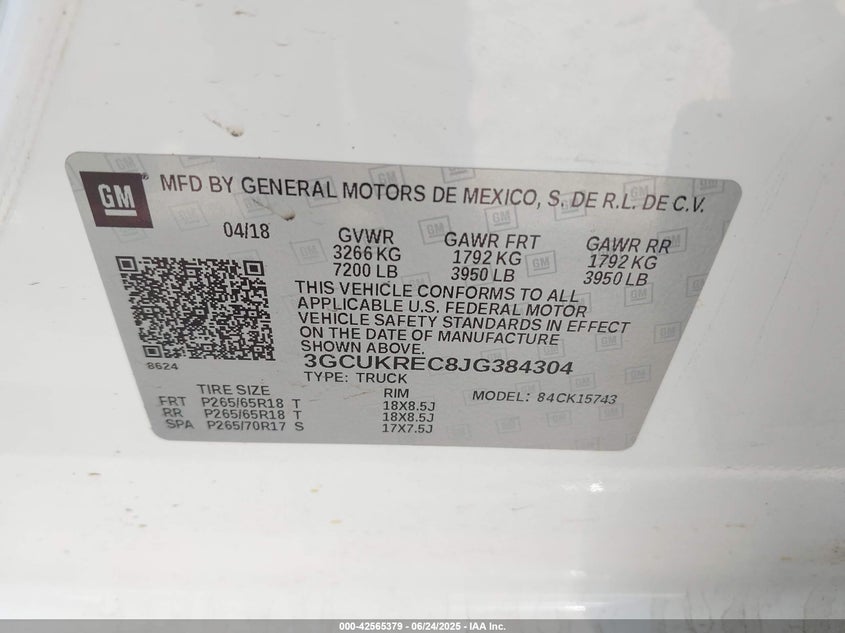 GM
MFD BY GENERAL MOTORS DE MEXICO, S. DE R.L. DE C.V.
04/18
GVWR
3266 KG
7200 LB
GAWR FRT
1792 KG
3950 LB
GAWR RR
1792 KG
3950 LB
THIS VEHICLE CONFORMS TO ALL
APPLICABLE U.S. FEDERAL MOTOR
VEHICLE SAFETY STANDARDS IN EFFECT
ON THE DATE OF MANUFACTURE
SHOWN ABOVE.
8624
3GCUKREC8JG384304
TYPE: TRUCK
MODEL: 84CK15743
TIRE SIZE RIM
FRT P265/65R18 T 18X8.5J
RR P265/65R18 T 18X8.5J
SPA P265/70R17 S 17X7.5J
000-42565379 - 06/24/2025 - IAA Inc.